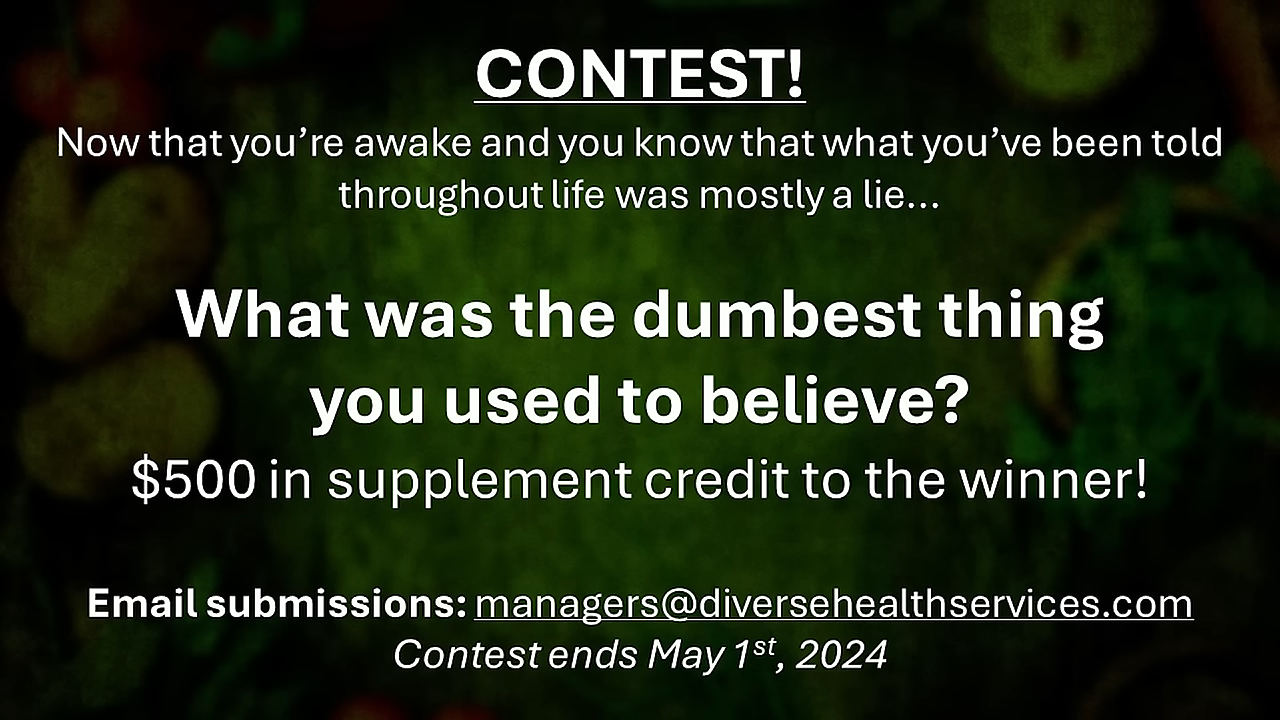 CONTEST!
Now that you’re awake and you know that what you’ve been told
throughout life was mostly a lie…
What was the dumbest thing
you used to believe?
$500 in supplement credit to the winner!
Email submissions: managers@diversehealthservices.com
Contest ends May 1st, 2024